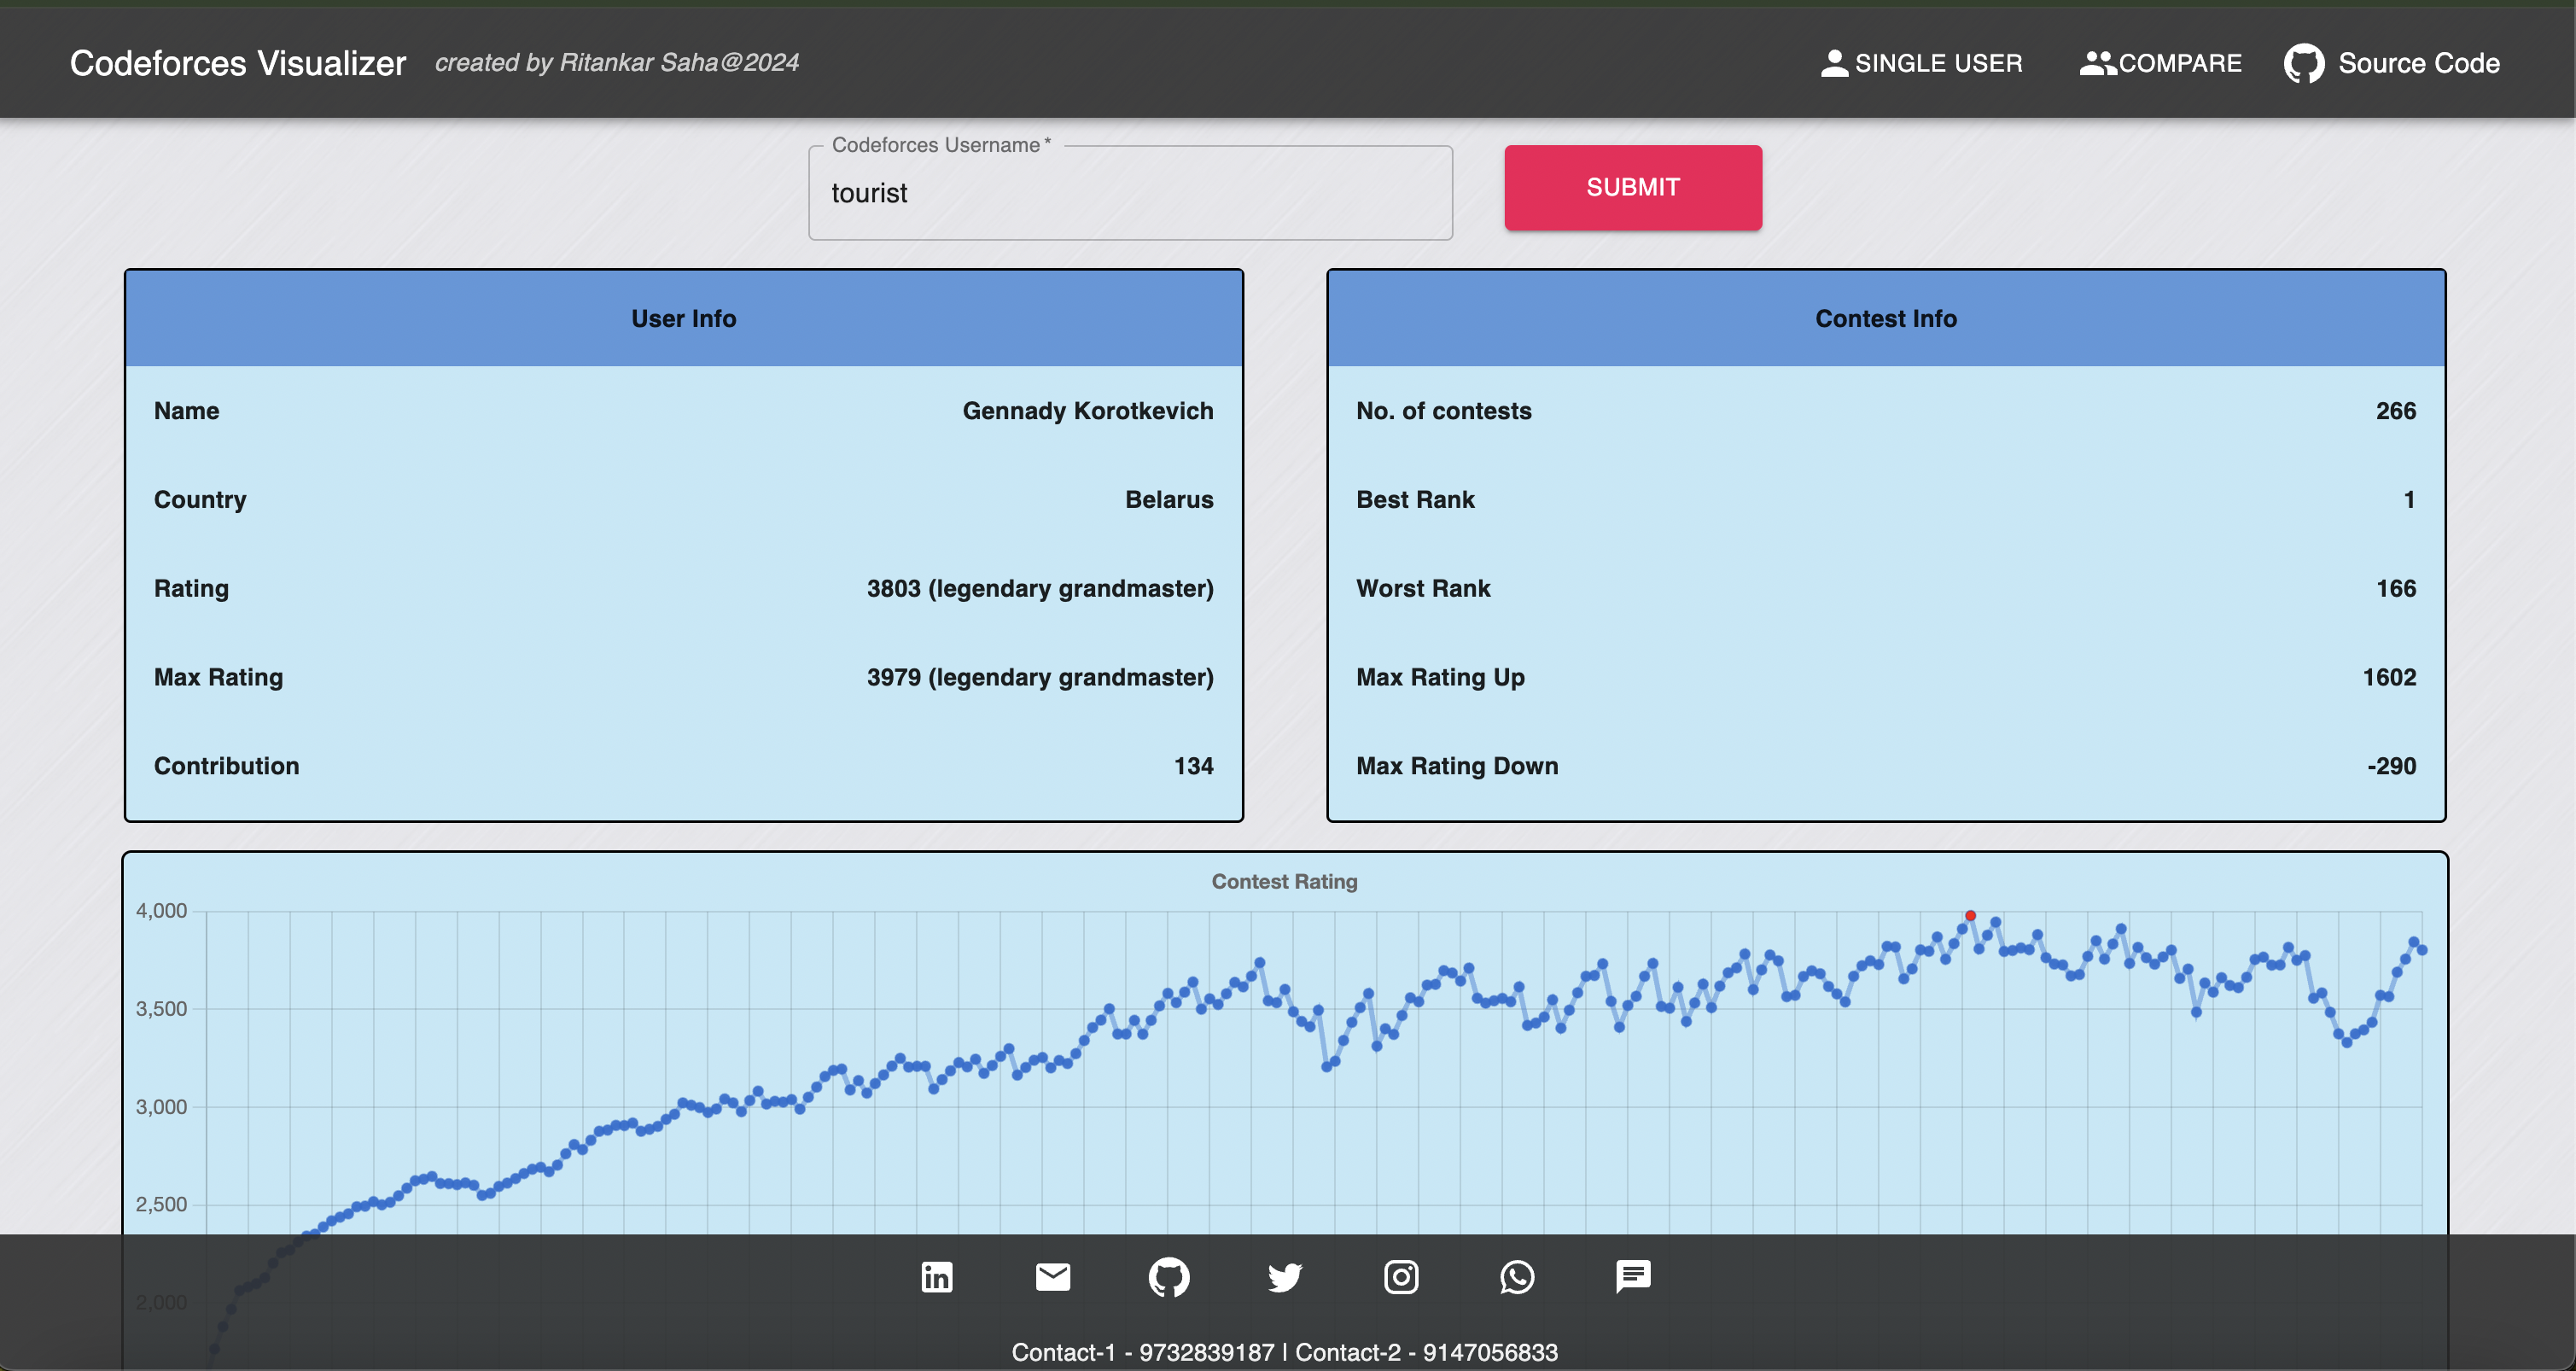 Codeforces Visualizer created by Ritankar Saha@2024 SINGLE USER COMPARE Source Code
Codeforces Username *
tourist
SUBMIT
User Info
Name Gennady Korotkevich
Country Belarus
Rating 3803 (legendary grandmaster)
Max Rating 3979 (legendary grandmaster)
Contribution 134
Contest Info
No. of contests 266
Best Rank 1
Worst Rank 166
Max Rating Up 1602
Max Rating Down -290
Contest Rating
4,000
3,500
3,000
2,500
2,000
in
Contact-1 - 9732839187 | Contact-2 - 9147056833